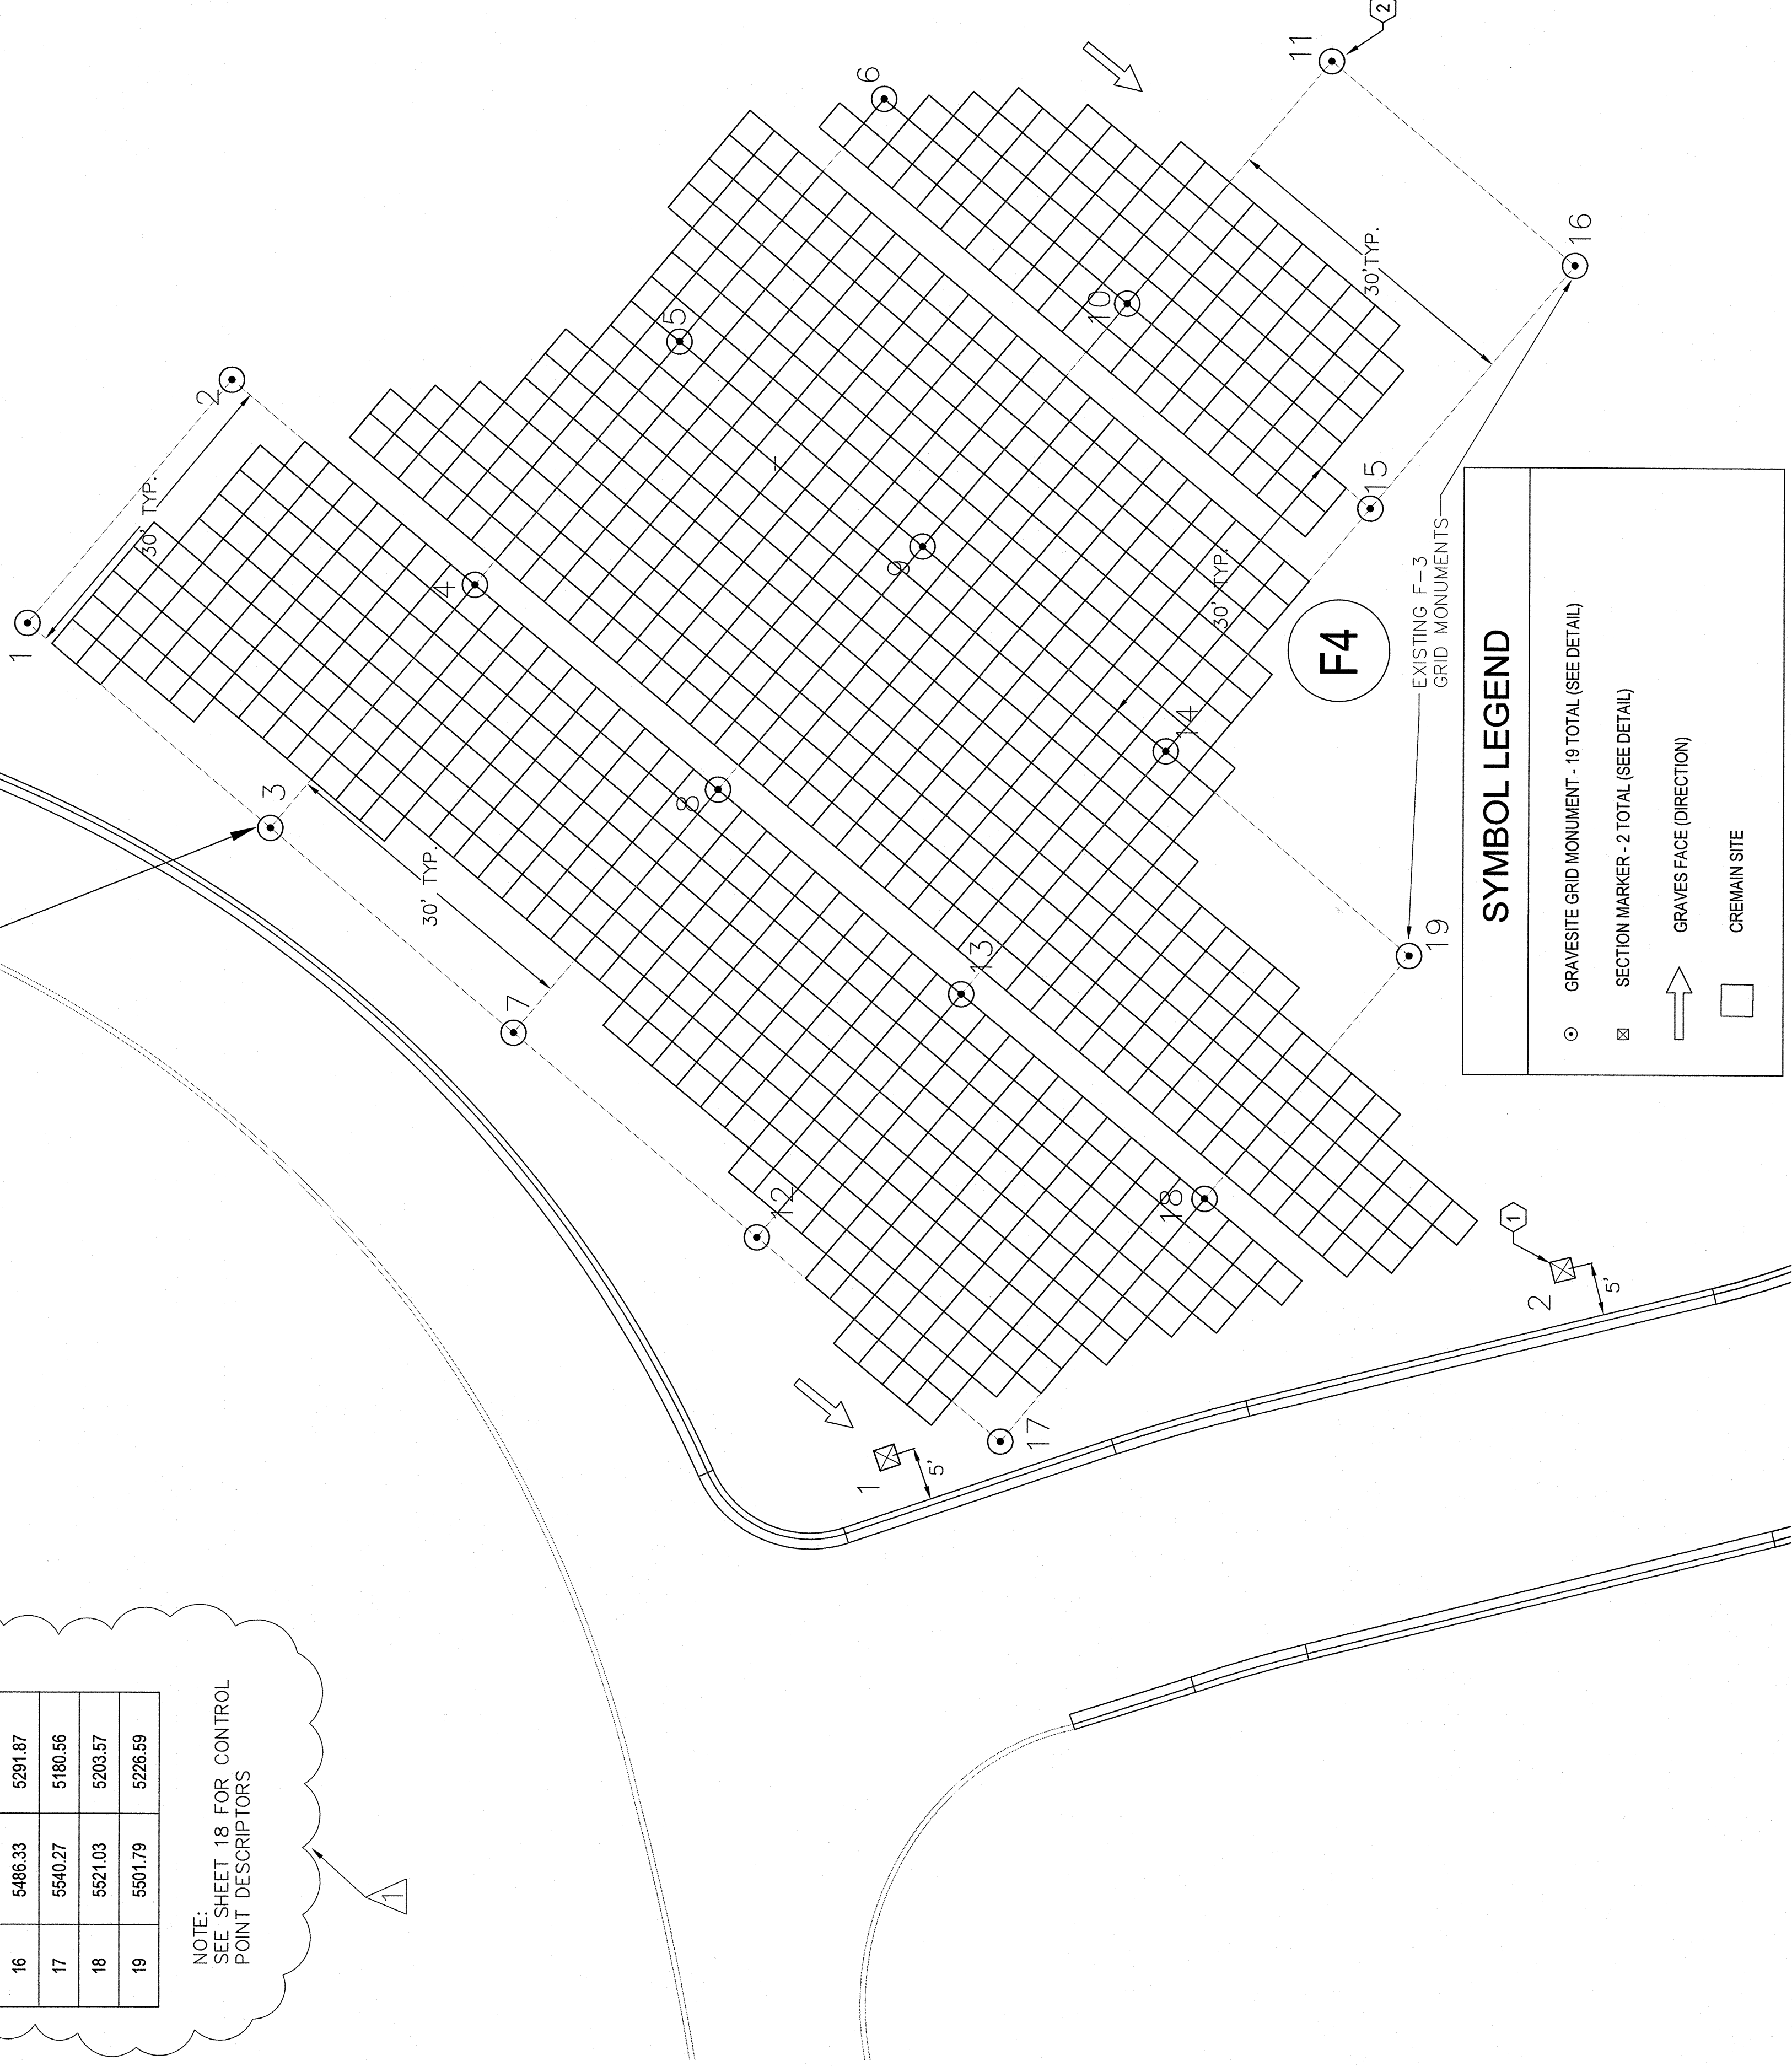 16 5486.33 5291.87
17 5540.27 5180.56
18 5521.03 5203.57
19 5501.79 5226.59
NOTE:
SEE SHEET 18 FOR CONTROL
POINT DESCRIPTORS
1
1
2
30' TYP.
3
4
5
6
7
30' TYP.
8
9
10
11
2
12
13
14
15
16
30'TYP.
30' TYP.
17
18
19
F4
EXISTING F-3
GRID MONUMENTS
1
5'
2
5'
1
SYMBOL LEGEND
GRAVESITE GRID MONUMENT - 19 TOTAL (SEE DETAIL)
SECTION MARKER - 2 TOTAL (SEE DETAIL)
GRAVES FACE (DIRECTION)
CREMAIN SITE